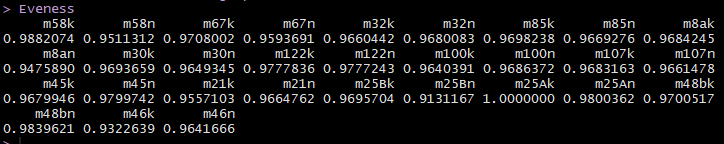 > Eveness
m58k m58n m67k m67n m32k m32n m85k m85n m8ak
0.9882074 0.9511312 0.9708002 0.9593691 0.9660442 0.9680083 0.9698238 0.9669276 0.9684245
m8an m30k m30n m122k m122n m100k m100n m107k m107n
0.9475890 0.9693659 0.9649345 0.9777836 0.9777243 0.9640391 0.9686372 0.9683163 0.9661478
m45k m45n m21k m21n m25Bk m25Bn m25Ak m25An m48bk
0.9679946 0.9799742 0.9557103 0.9664762 0.9695704 0.9131167 1.0000000 0.9800362 0.9700517
m48bn m46k m46n
0.9839621 0.9322639 0.9641666
>